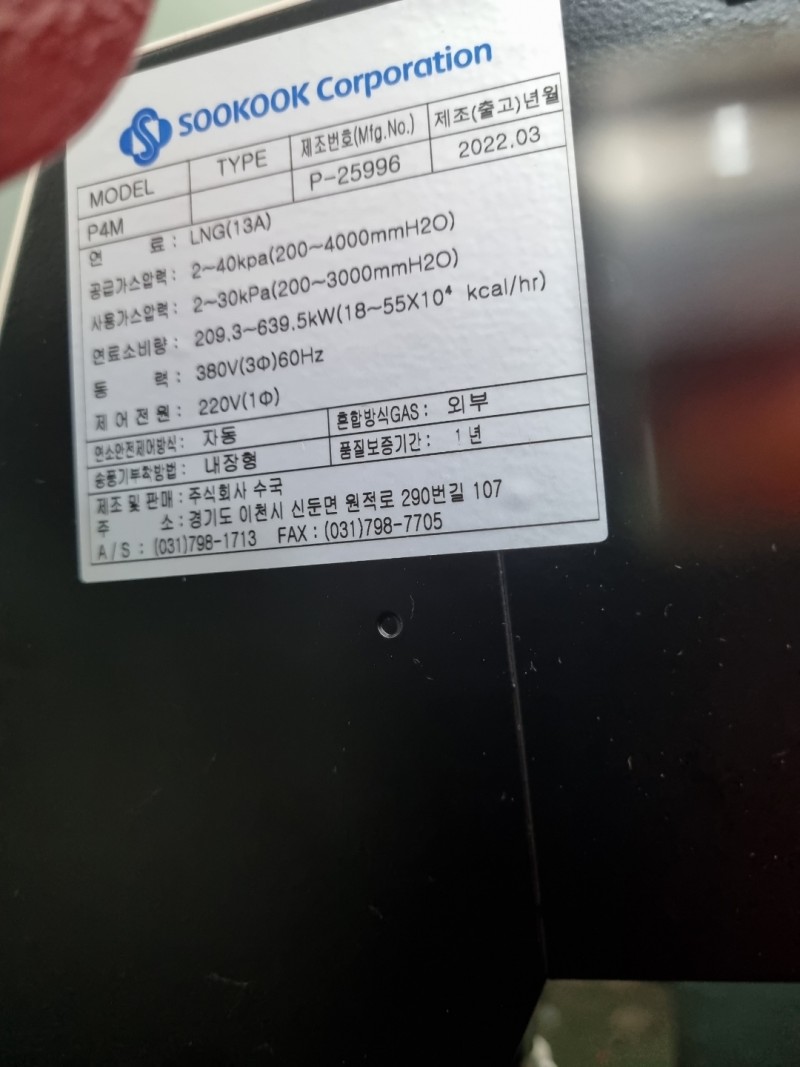 SOOKOOK Corporation
MODEL TYPE 제조번호(Mfg.No.) 제조(출고)년월
P4M P-25996 2022.03
연 료 : LNG(13A)
공급가스압력 : 2~40kpa(200~4000mmH2O)
사용가스압력 : 2~30kPa(200~3000mmH2O)
연료소비량 : 209.3~639.5kW(18~55X10⁴ kcal/hr)
동 력 : 380V(3Φ)60Hz
제어전원 : 220V(1Φ)
연소안전제어방식 : 자동 혼합방식GAS : 외부
송풍기부착방법 : 내장형 품질보증기간 : 1 년
제조 및 판매 : 주식회사 수국
주 소 : 경기도 이천시 신둔면 원적로 290번길 107
A/S : (031)798-1713 FAX : (031)798-7705